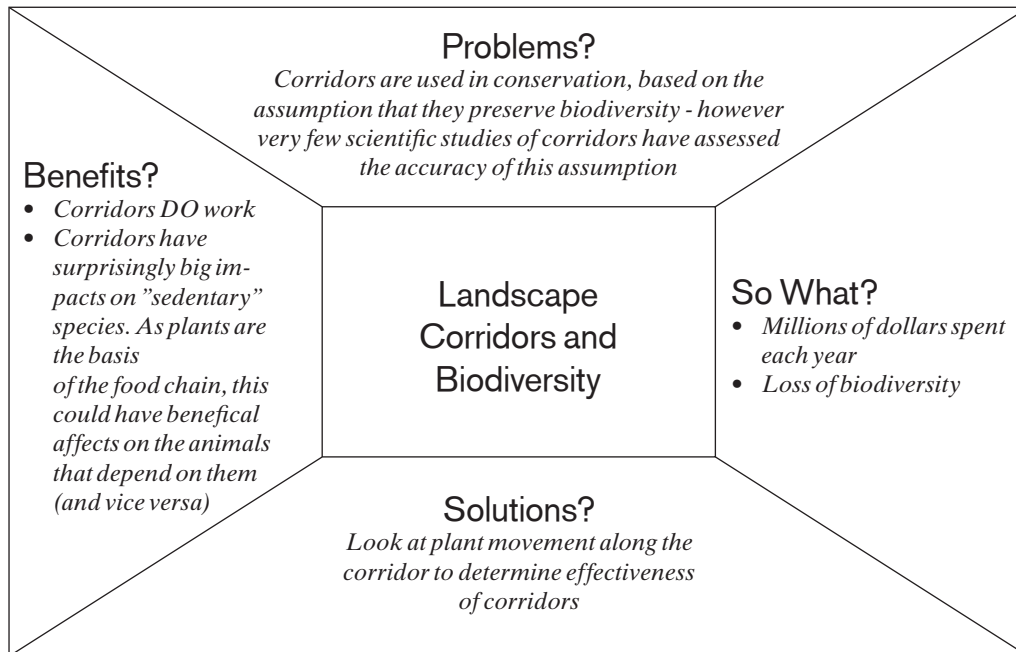 Problems?
Corridors are used in conservation, based on the
assumption that they preserve biodiversity - however
very few scientific studies of corridors have assessed
the accuracy of this assumption
Benefits?
• Corridors DO work
• Corridors have
surprisingly big im-
pacts on ”sedentary”
species. As plants are
the basis
of the food chain, this
could have benefical
affects on the animals
that depend on them
(and vice versa)
Landscape
Corridors and
Biodiversity
So What?
• Millions of dollars spent
each year
• Loss of biodiversity
Solutions?
Look at plant movement along the
corridor to determine effectiveness
of corridors